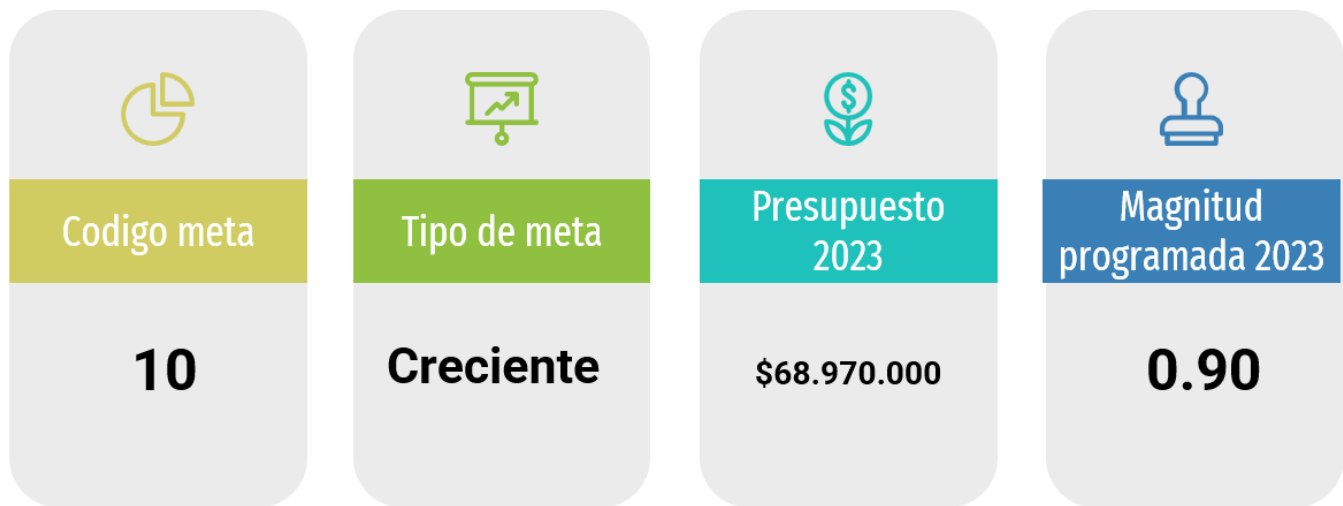 Codigo meta
10
Tipo de meta
Creciente
Presupuesto
2023
$68.970.000
Magnitud
programada 2023
0.90